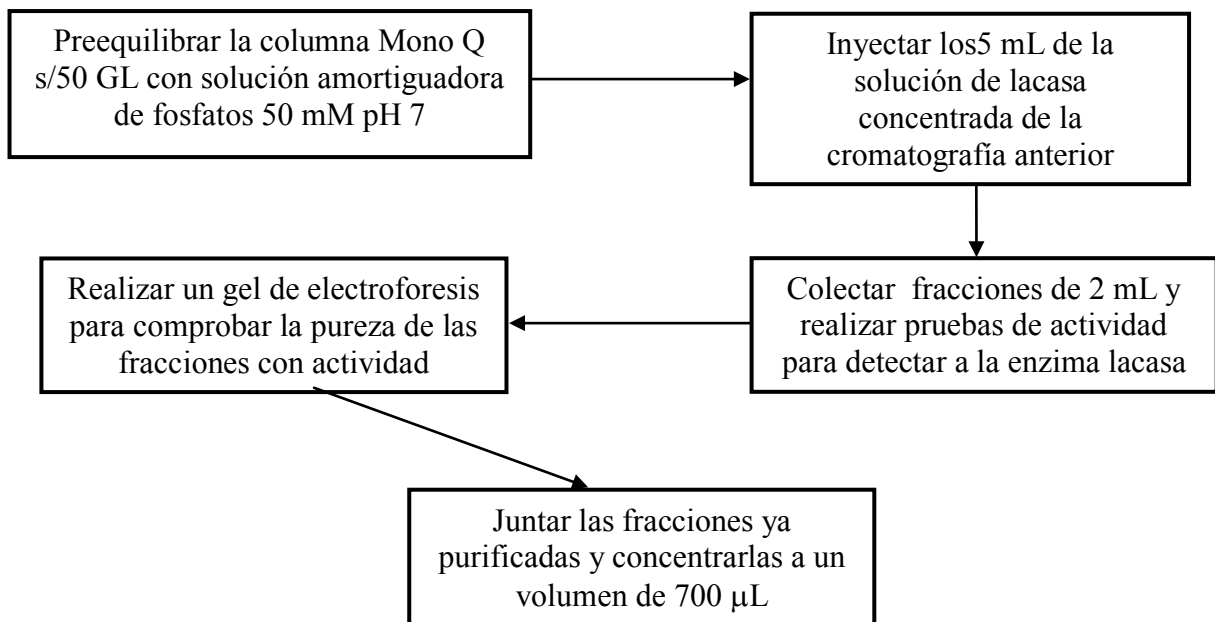 Preequilibrar la columna Mono Q
s/50 GL con solución amortiguadora
de fosfatos 50 mM pH 7
Inyectar los5 mL de la
solución de lacasa
concentrada de la
cromatografía anterior
Colectar  fracciones de 2 mL y
realizar pruebas de actividad
para detectar a la enzima lacasa
Realizar un gel de electroforesis
para comprobar la pureza de las
fracciones con actividad
Juntar las fracciones ya
purificadas y concentrarlas a un
volumen de 700 μL